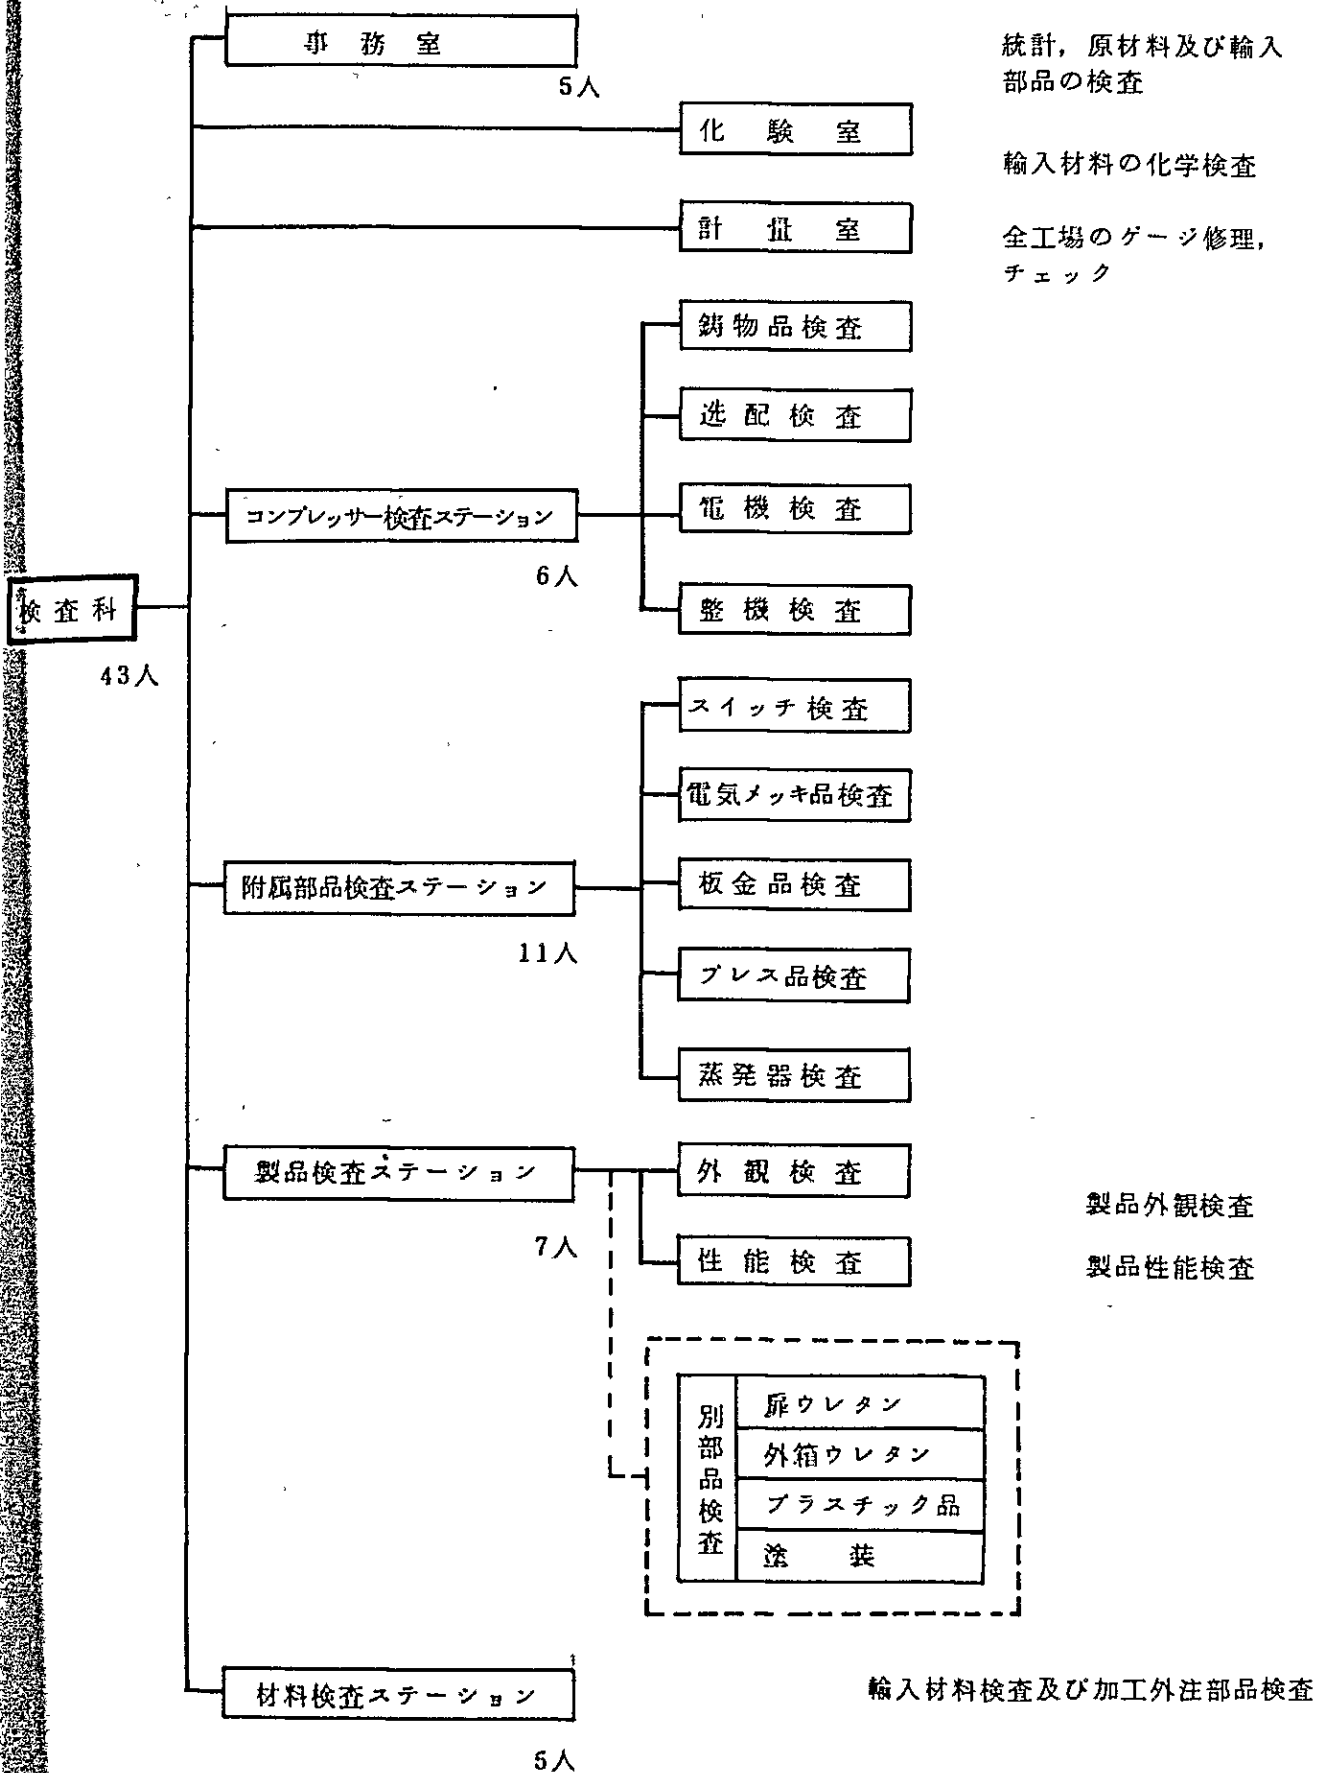 事務室
統計，原材料及び輸入
部品の検査
5人
化験室
輸入材料の化学検査
計量室
全工場のゲージ修理，
チェック
鋳物品検査
选配検査
コンプレッサー検査ステーション
電機検査
6人
検査科
整機検査
43人
スイッチ検査
電気メッキ品検査
附属部品検査ステーション
板金品検査
11人
プレス品検査
蒸発器検査
製品検査ステーション
外観検査
製品外観検査
7人
性能検査
製品性能検査
別部品検査
扉ウレタン
外箱ウレタン
プラスチック品
塗装
材料検査ステーション
輸入材料検査及び加工外注部品検査
5人